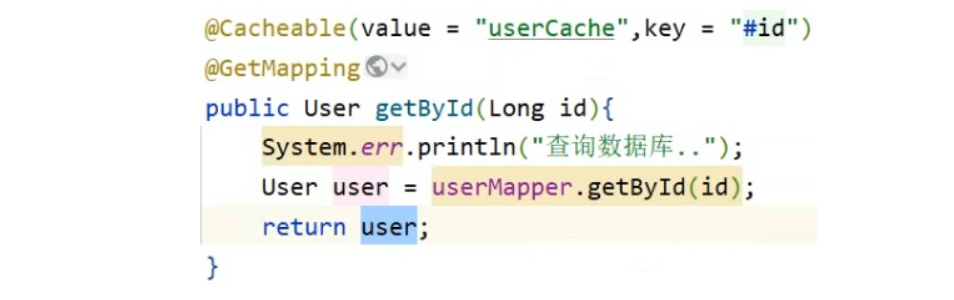 @Cacheable(value = "userCache",key = "#id")
@GetMapping
public User getById(Long id){
System.err.println("查询数据库..");
User user = userMapper.getById(id);
return user;
}